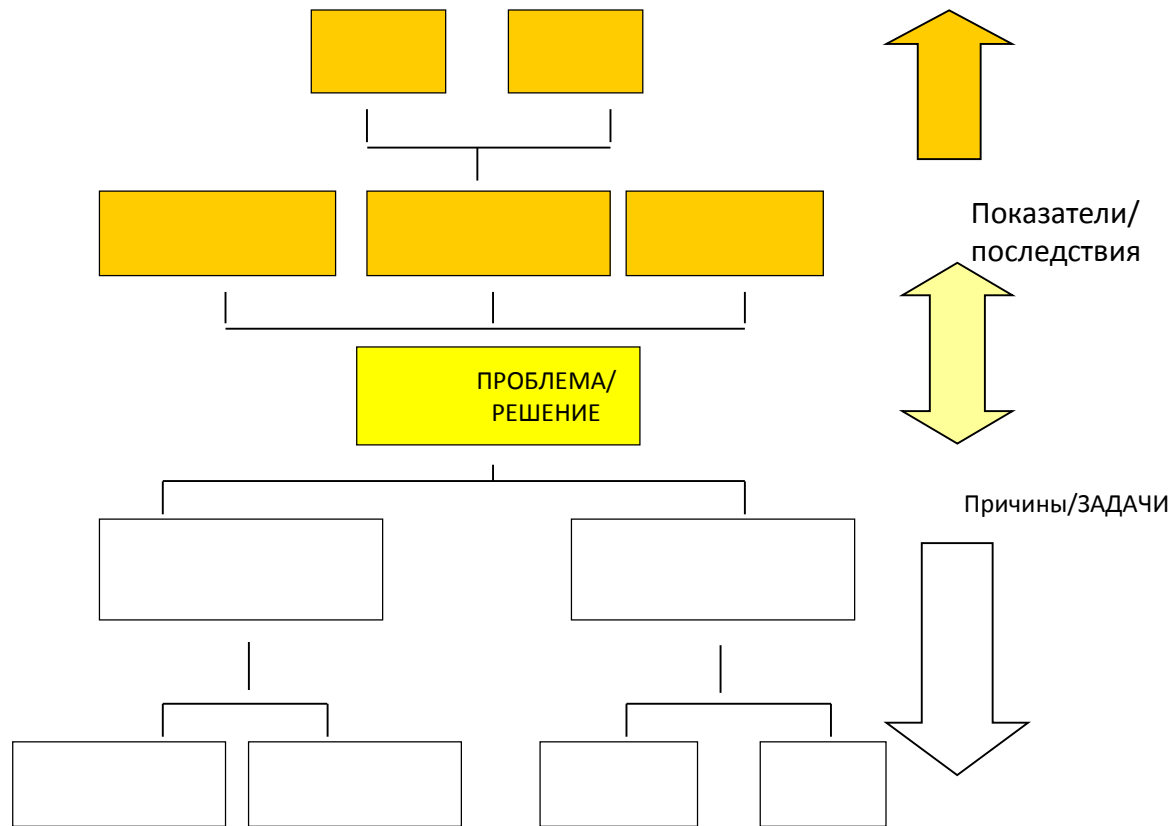 Показатели/
последствия
ПРОБЛЕМА/
РЕШЕНИЕ
Причины/ЗАДАЧИ